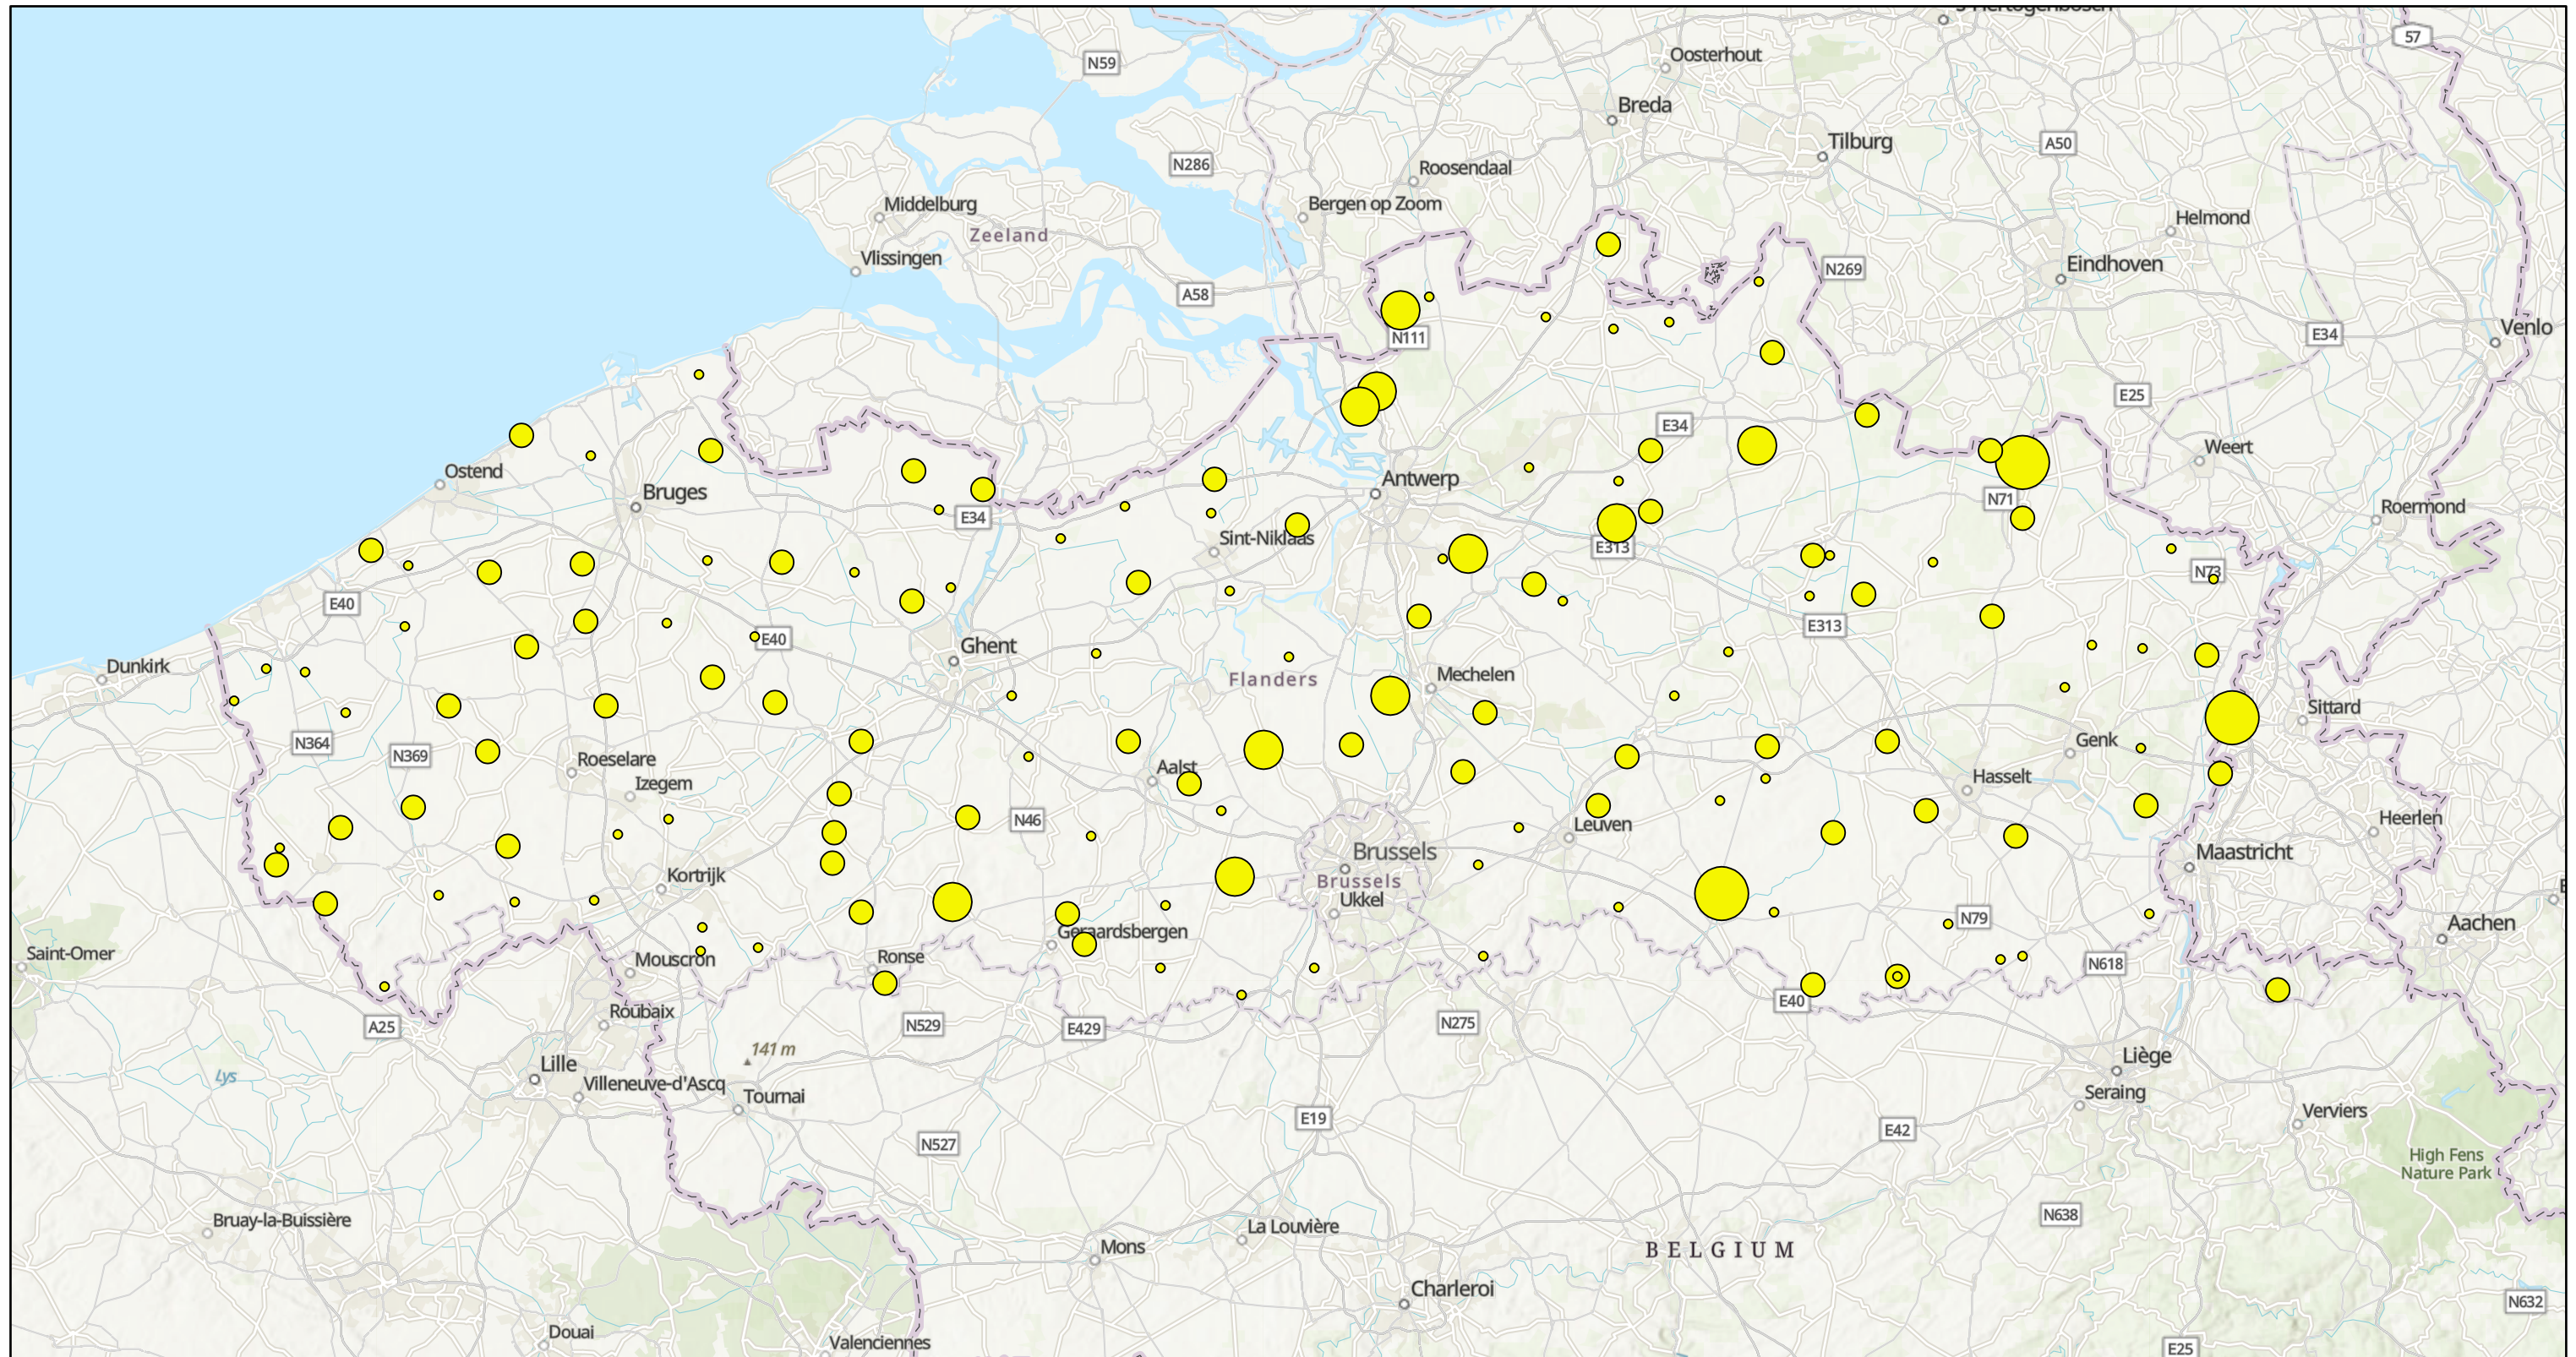 's-Hertogenbosch
57
N59
Oosterhout
Breda
Tilburg
A50
N286
Roosendaal
Middelburg
Bergen op Zoom
Helmond
Zeeland
Vlissingen
Eindhoven
N269
A58
Venlo
E34
N111
E25
E34
Weert
Ostend
Antwerp
Bruges
N71
Roermond
E34
Sint-Niklaas
E313
N73
E40
E313
E40
Ghent
Dunkirk
Flanders
Mechelen
Sittard
N364
N369
Genk
Roeselare
Aalst
Hasselt
Izegem
N46
Leuven
Heerlen
Brussels
Maastricht
Kortrijk
Brussels
Ukkel
N79
Aachen
Geraardsbergen
Saint-Omer
Ronse
Mouscron
N618
E40
Roubaix
A25
N529
E429
N275
141 m
Liège
Lille
Lys
Villeneuve-d'Ascq
Seraing
Tournai
Verviers
E19
E42
N527
High Fens
Nature Park
N638
Bruay-la-Buissière
La Louvière
Mons
BELGIUM
Charleroi
N632
Douai
Valenciennes
E25